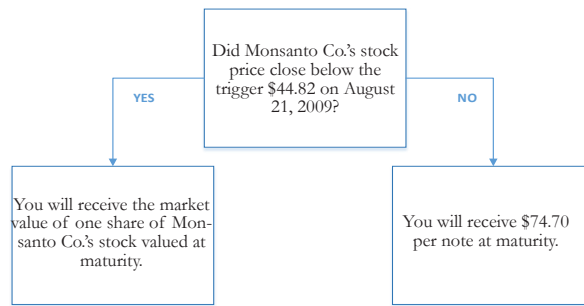 Did Monsanto Co.'s stock
price close below the
trigger $44.82 on August
21, 2009?
YES
NO
You will receive the market
value of one share of Mon-
santo Co.'s stock valued at
maturity.
You will receive $74.70
per note at maturity.